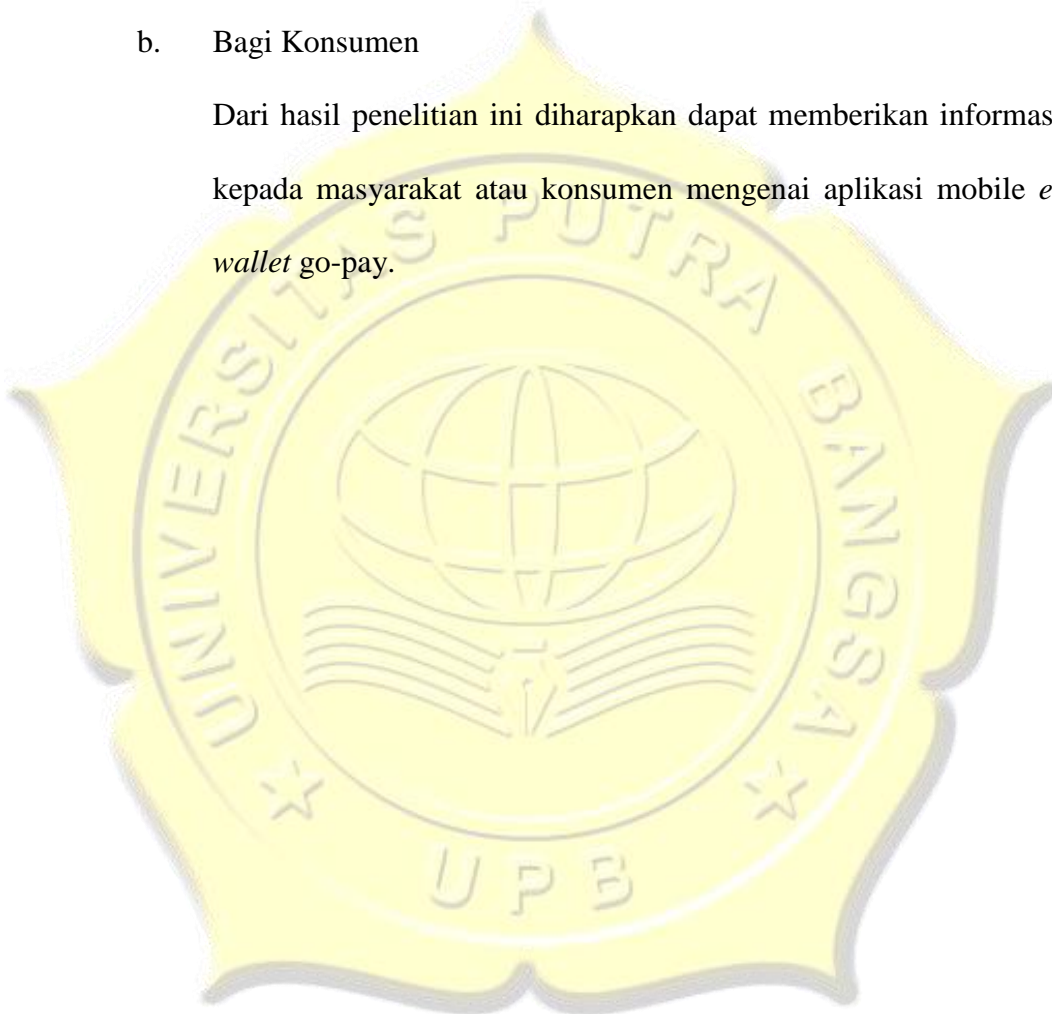 b. Bagi Konsumen
Dari hasil penelitian ini diharapkan dapat memberikan informas
kepada masyarakat atau konsumen mengenai aplikasi mobile e
wallet go-pay.
UNIVERSITAS PUTRA BANGSA
UPB